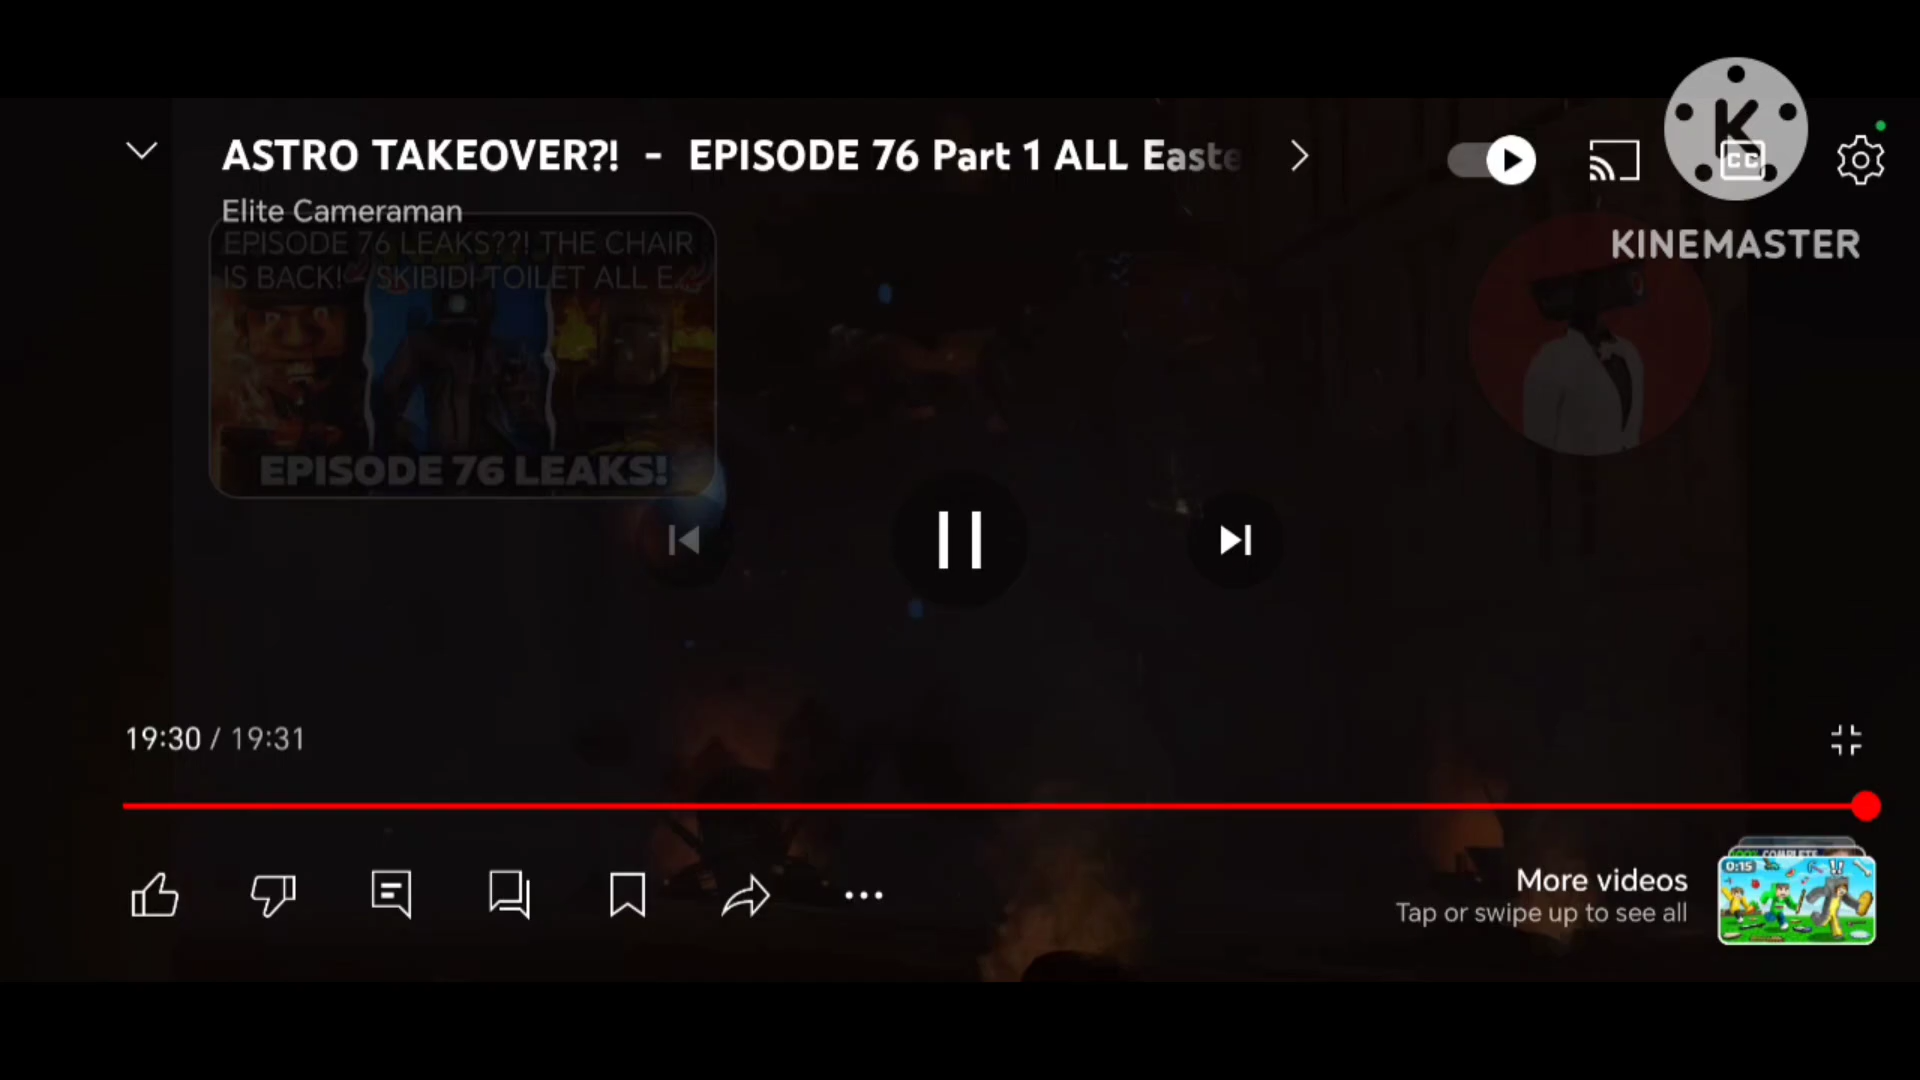 ASTRO TAKEOVER?! - EPISODE 76 Part 1 ALL Easte
Elite Cameraman
EPISODE 76 LEAKS??! THE CHAIR
IS BACK! - SKIBIDI TOILET ALL E...
EPISODE 76 LEAKS!
K
CC
KINEMASTER
19:30 / 19:31
More videos
Tap or swipe up to see all
100% COMPLETE
0:15
!!